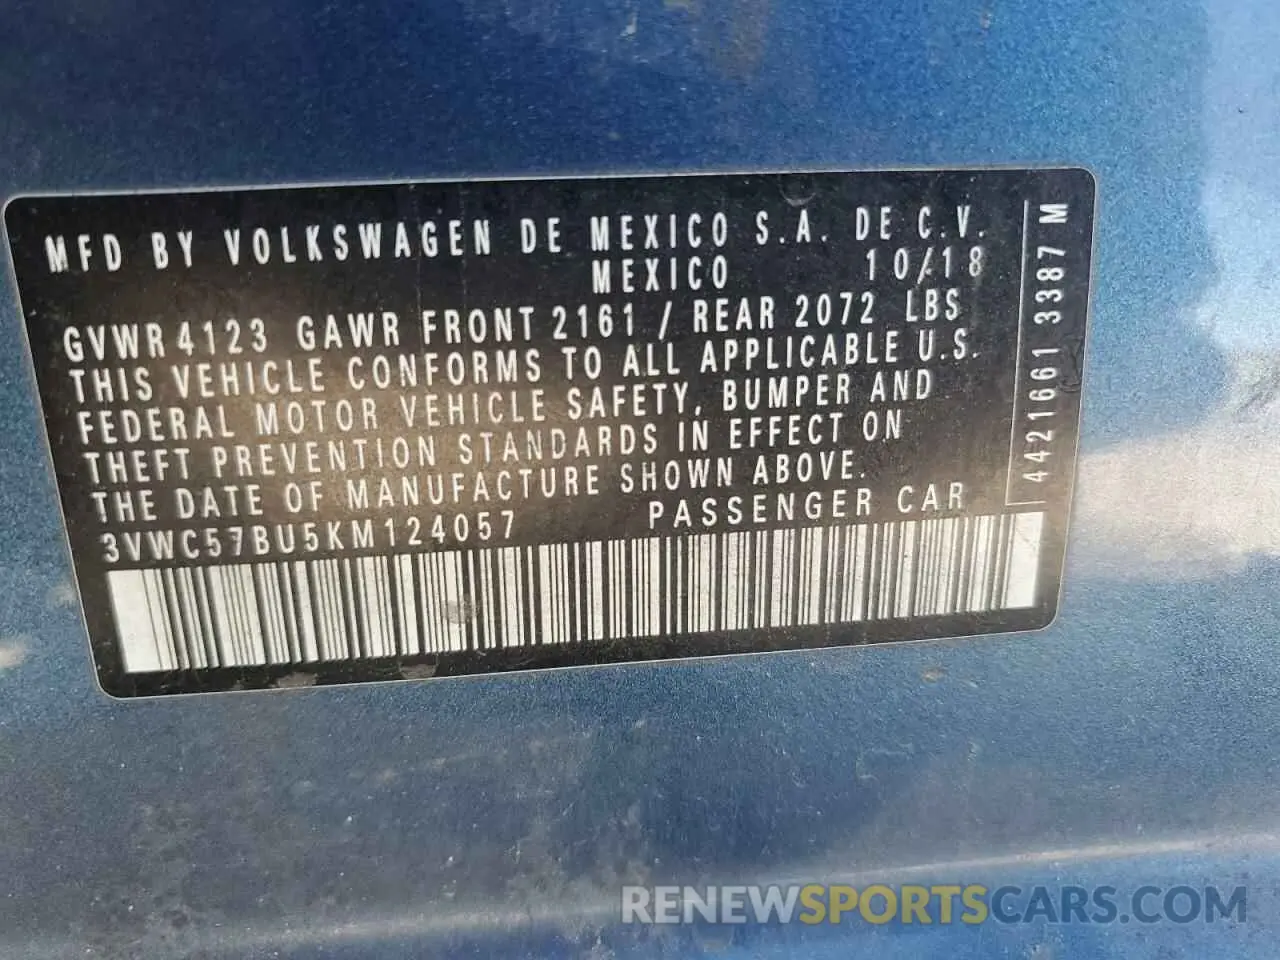 MFD BY VOLKSWAGEN DE MEXICO S.A. DE C.V.
MEXICO 10/18
GVWR 4123 GAWR FRONT 2161 / REAR 2072 LBS
THIS VEHICLE CONFORMS TO ALL APPLICABLE U.S.
FEDERAL MOTOR VEHICLE SAFETY, BUMPER AND
THEFT PREVENTION STANDARDS IN EFFECT ON
THE DATE OF MANUFACTURE SHOWN ABOVE.
3VWC57BU5KM124057 PASSENGER CAR
4421661 3387 M
RENEWSPORTSCARS.COM